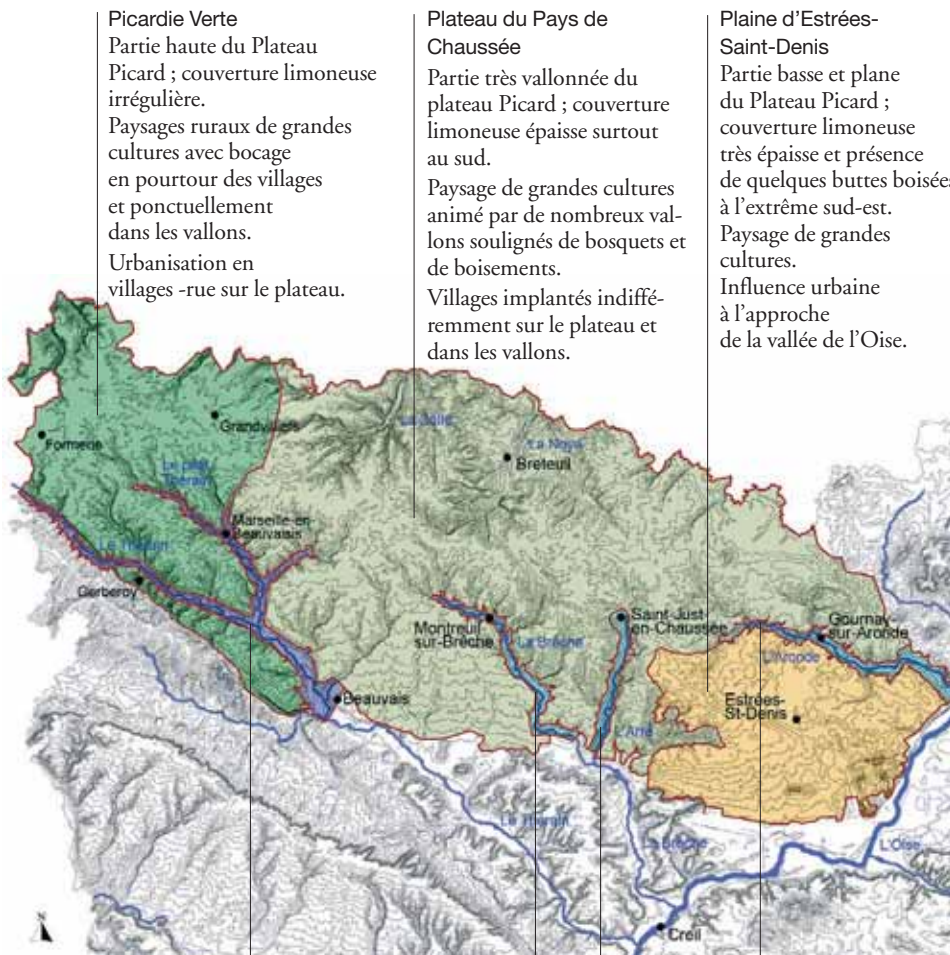 Picardie Verte
Partie haute du Plateau
Picard ; couverture limoneuse
irrégulière.
Paysages ruraux de grandes
cultures avec bocage
en pourtour des villages
et ponctuellement
dans les vallons.
Urbanisation en
villages -rue sur le plateau.
Plateau du Pays de
Chaussée
Partie très vallonnée du
plateau Picard ; couverture
limoneuse épaisse surtout
au sud.
Paysage de grandes cultures
animé par de nombreux val-
lons soulignés de bosquets et
de boisements.
Villages implantés indiffé-
remment sur le plateau et
dans les vallons.
Plaine d'Estrées-
Saint-Denis
Partie basse et plane
du Plateau Picard ;
couverture limoneuse
très épaisse et présence
de quelques buttes boisées
à l'extrême sud-est.
Paysage de grandes
cultures.
Influence urbaine
à l'approche
de la vallée de l'Oise.
Formerie
Grandvilliers
La Noye
Breteuil
Le petit
Thérain
Marseille-en-
Beauvaisis
Le Thérain
Gerberoy
Montreuil
sur-Brêche
La Brêche
Saint-Just
en-Chaussée
Gournay
sur-Aronde
L'Aronde
Beauvais
Estrées-
St-Denis
L'Arré
Le Thérain
La Brêche
L'Oise
Creil
N